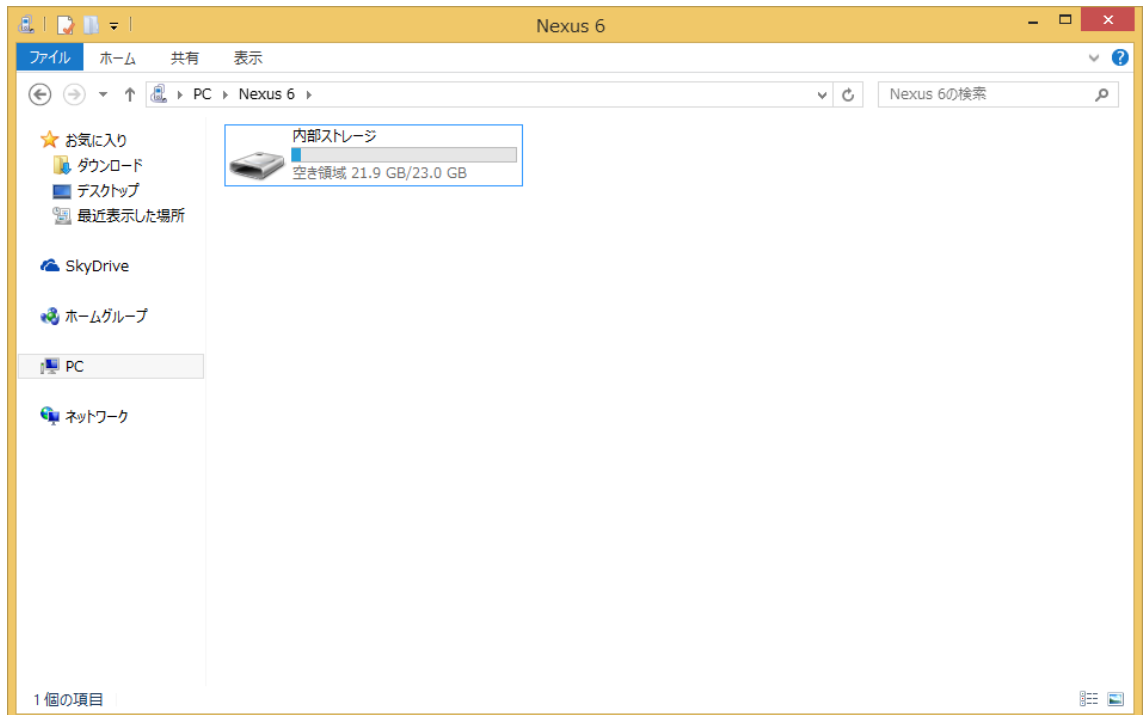 Nexus 6
ファイル ホーム 共有 表示
PC Nexus 6 Nexus 6の検索
お気に入り
ダウンロード
デスクトップ
最近表示した場所
SkyDrive
ホームグループ
PC
ネットワーク
内部ストレージ
空き領域 21.9 GB/23.0 GB
1個の項目